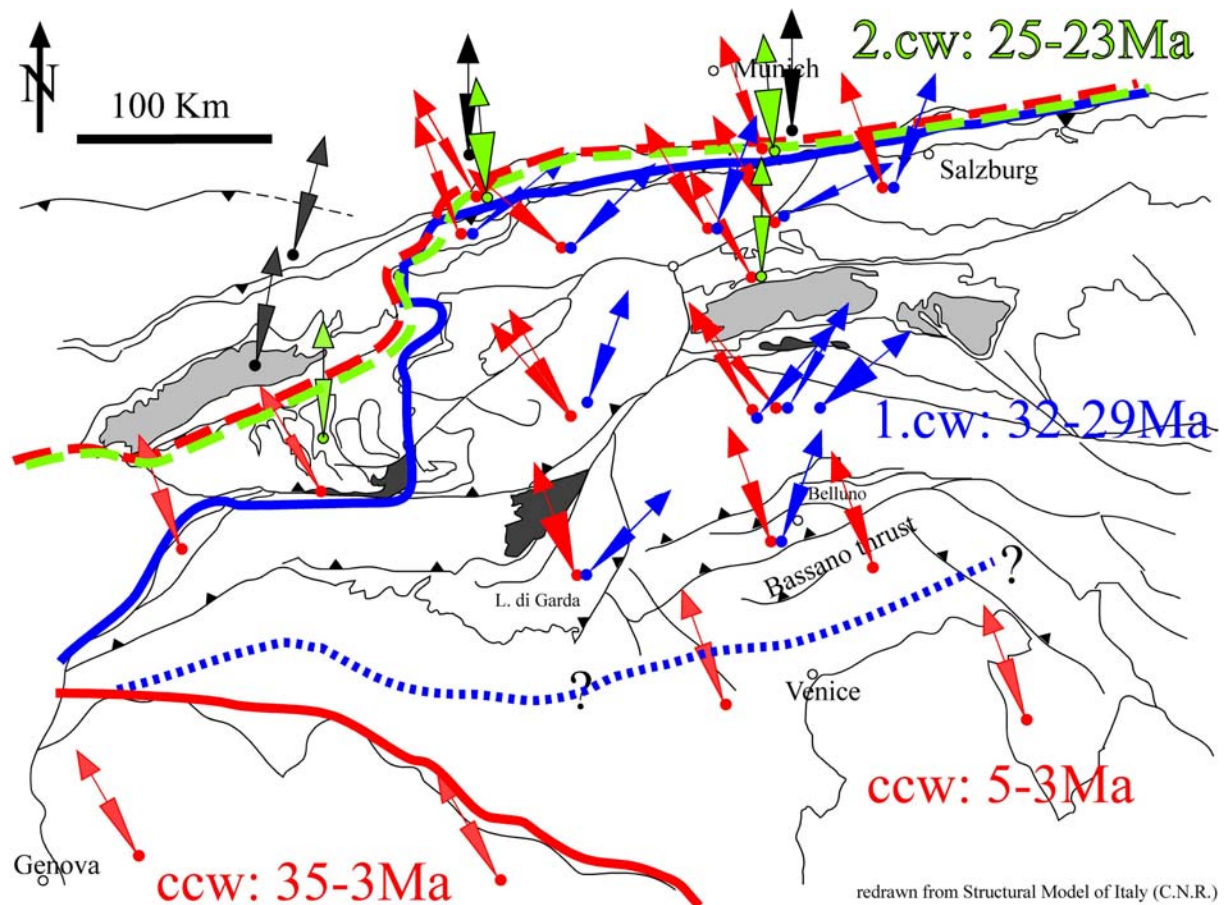 2.cw: 25-23Ma
N
Munich
100 Km
Salzburg
1.cw: 32-29Ma
Belluno
Bassano thrust
L. di Garda
?
?
Venice
ccw: 5-3Ma
Genova
ccw: 35-3Ma
redrawn from Structural Model of Italy (C.N.R.)